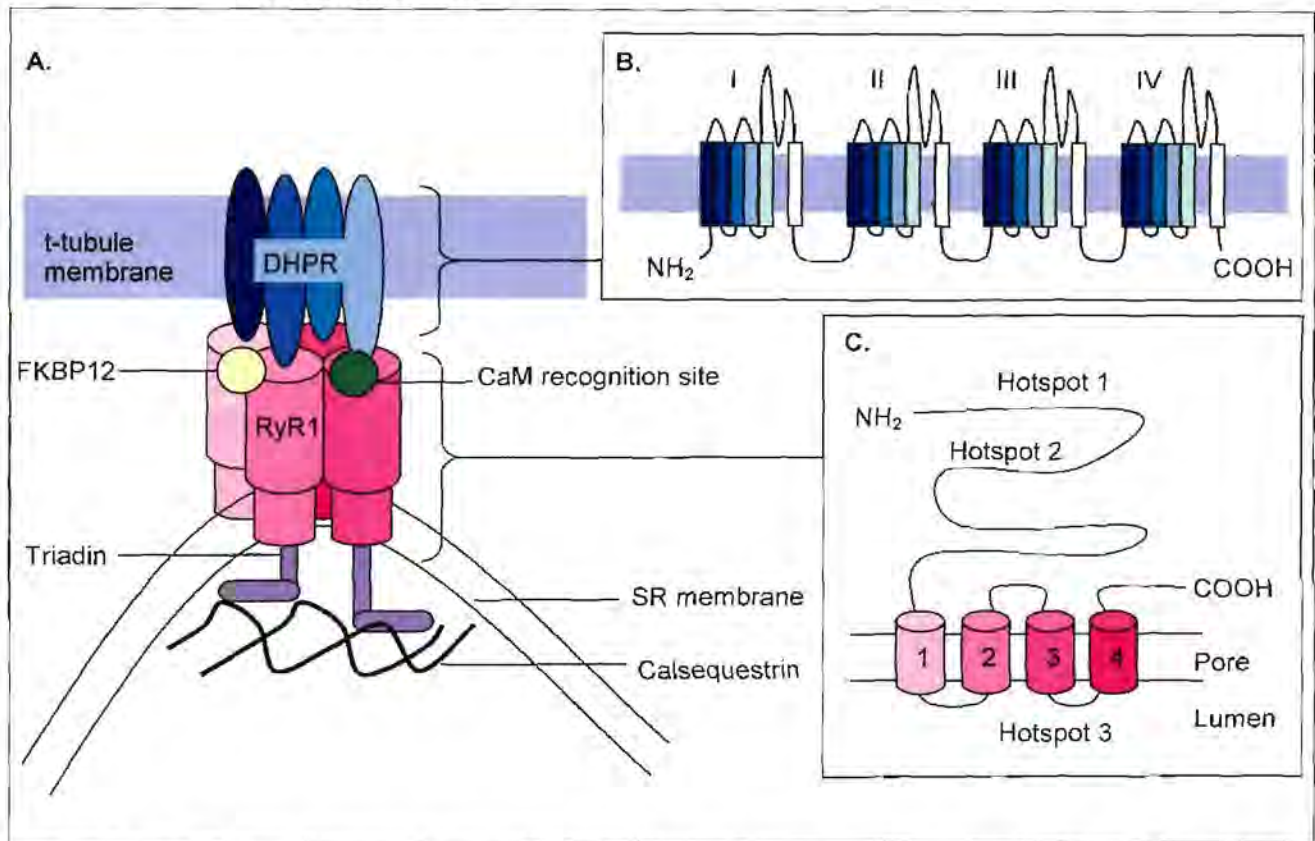 A.
t-tubule
membrane
DHPR
FKBP12
CaM recognition site
RyR1
Triadin
SR membrane
Calsequestrin
B.
I II III IV
NH₂
COOH
C.
Hotspot 1
NH₂
Hotspot 2
COOH
1 2 3 4
Pore
Lumen
Hotspot 3